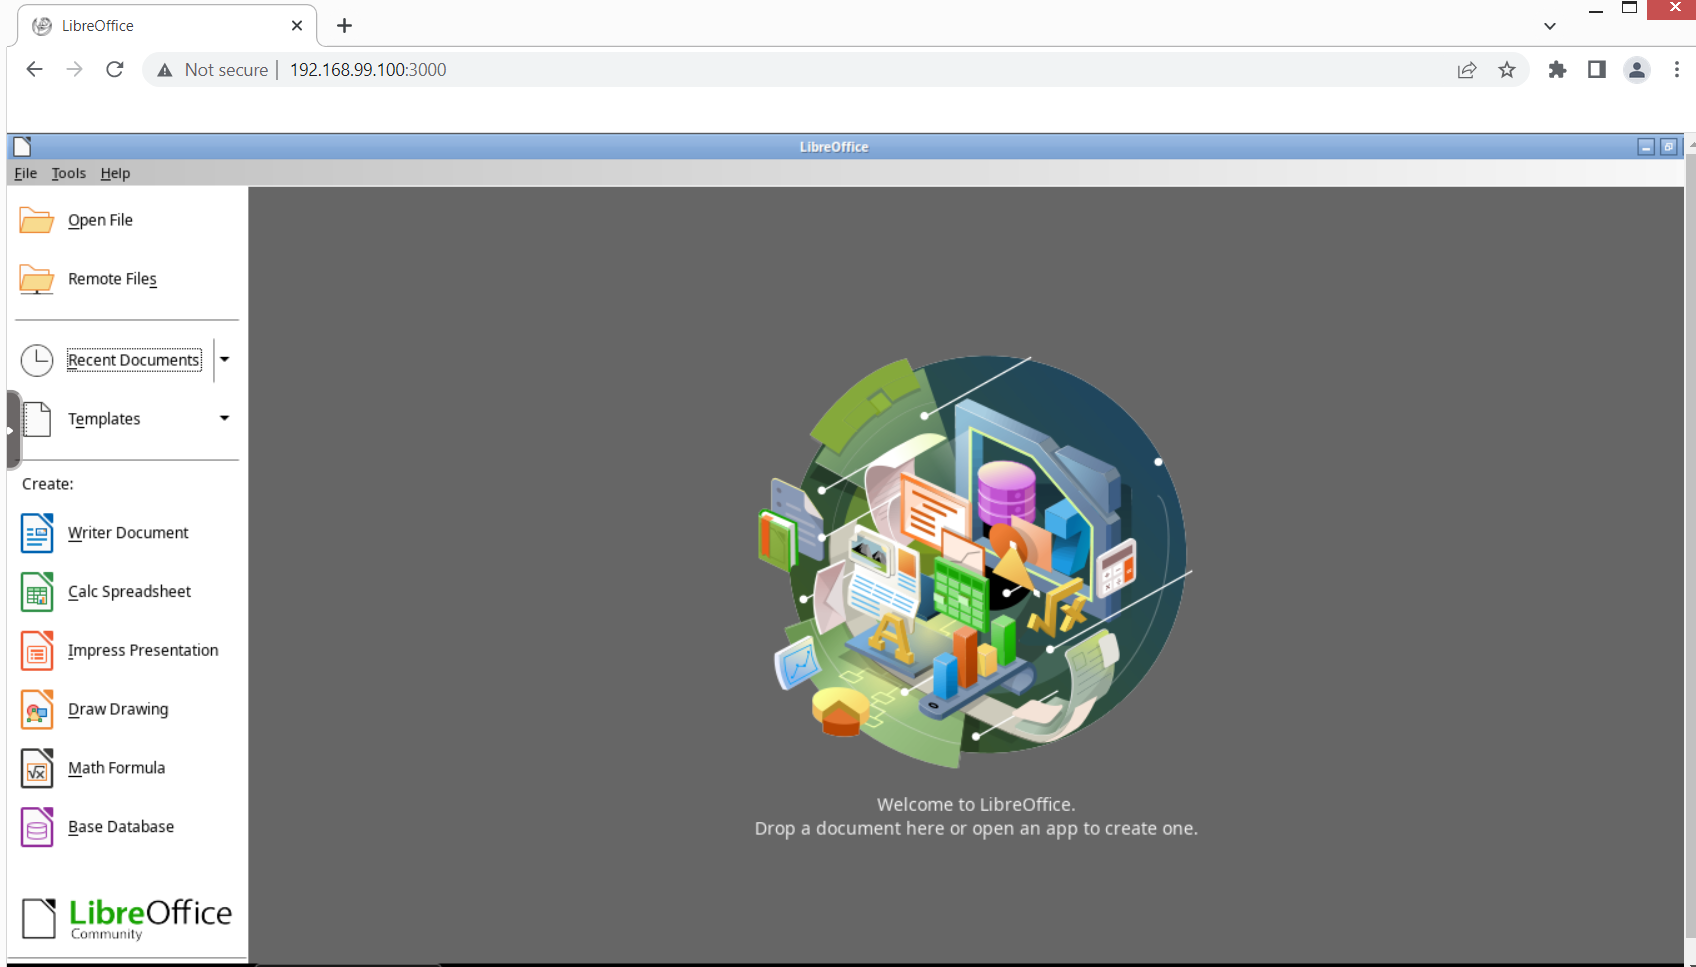 LibreOffice
Not secure
192.168.99.100:3000
LibreOffice
File Tools Help
Open File
Remote Files
Recent Documents
Templates
Create:
Writer Document
Calc Spreadsheet
Impress Presentation
Draw Drawing
Math Formula
Base Database
LibreOffice
Community
A
√x
Welcome to LibreOffice.
Drop a document here or open an app to create one.